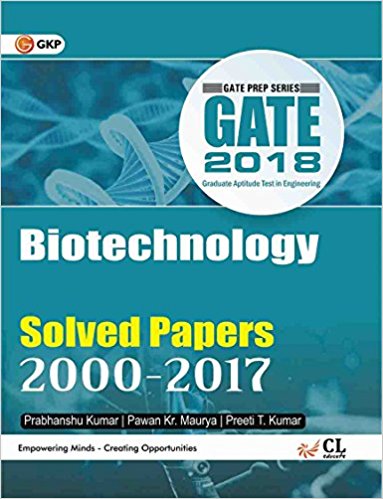 GKP
GATE PREP SERIES
GATE
2018
Graduate Aptitude Test in Engineering
Biotechnology
Solved Papers
2000-2017
Prabhanshu Kumar | Pawan Kr. Maurya | Preeti T. Kumar
Empowering Minds - Creating Opportunities
CL
educate